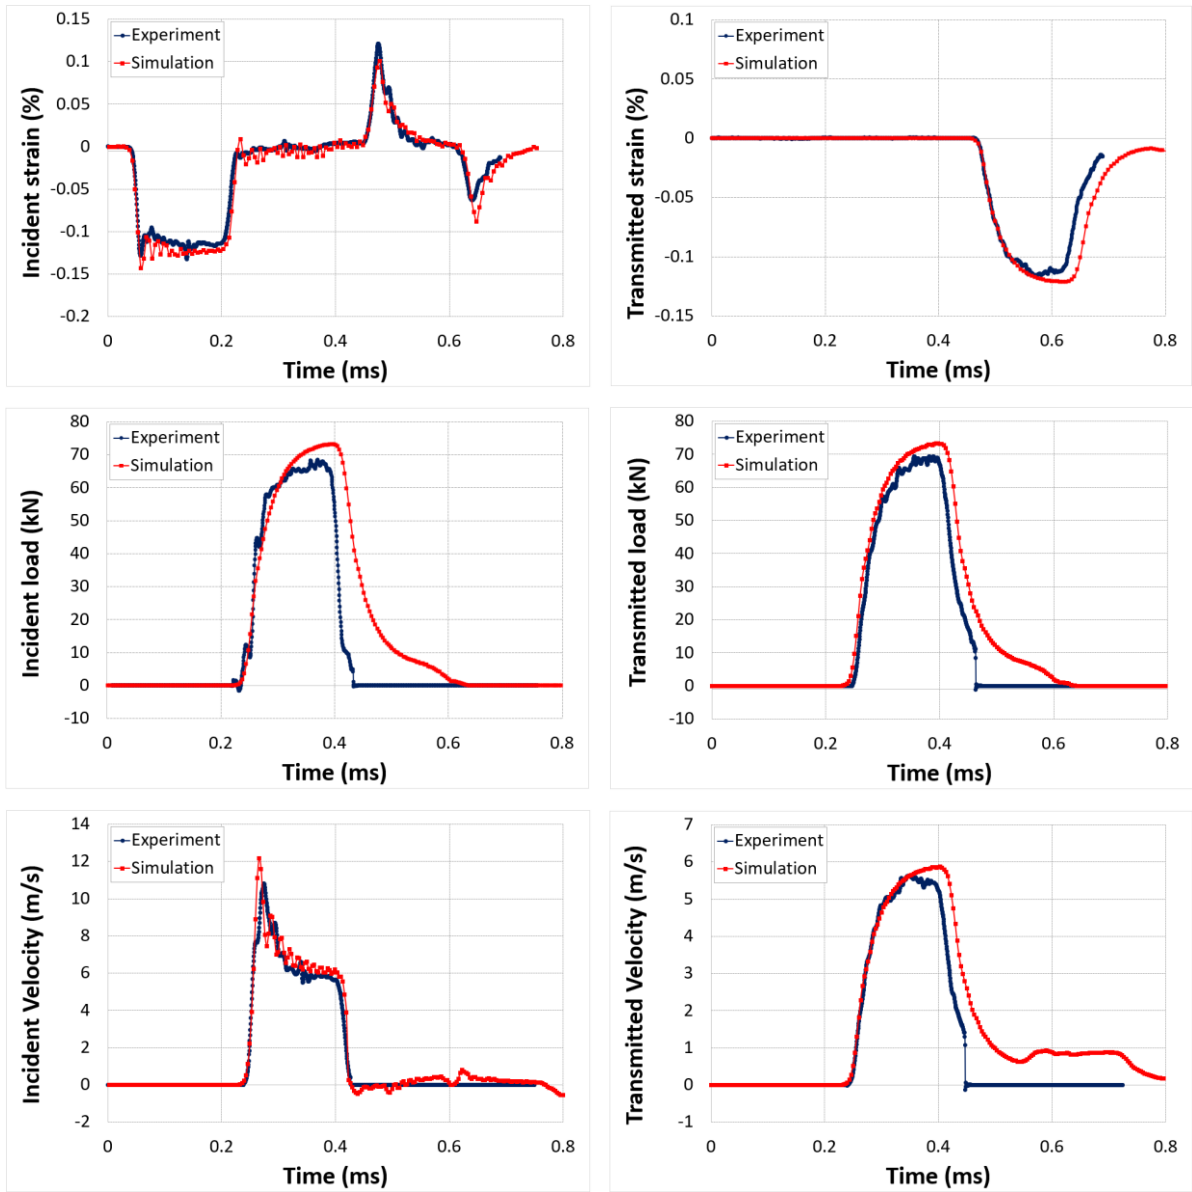 0.15
0.1
0.05
0
-0.05
-0.1
-0.15
-0.2
Incident strain (%)
Experiment
Simulation
0 0.2 0.4 0.6 0.8
Time (ms)
0.1
0.05
0
-0.05
-0.1
-0.15
Transmitted strain (%)
Experiment
Simulation
0 0.2 0.4 0.6 0.8
Time (ms)
80
70
60
50
40
30
20
10
0
-10
Incident load (kN)
Experiment
Simulation
0 0.2 0.4 0.6 0.8
Time (ms)
80
70
60
50
40
30
20
10
0
-10
Transmitted load (kN)
Experiment
Simulation
0 0.2 0.4 0.6 0.8
Time (ms)
14
12
10
8
6
4
2
0
-2
Incident Velocity (m/s)
Experiment
Simulation
0 0.2 0.4 0.6 0.8
Time (ms)
7
6
5
4
3
2
1
0
-1
Transmitted Velocity (m/s)
Experiment
Simulation
0 0.2 0.4 0.6 0.8
Time (ms)